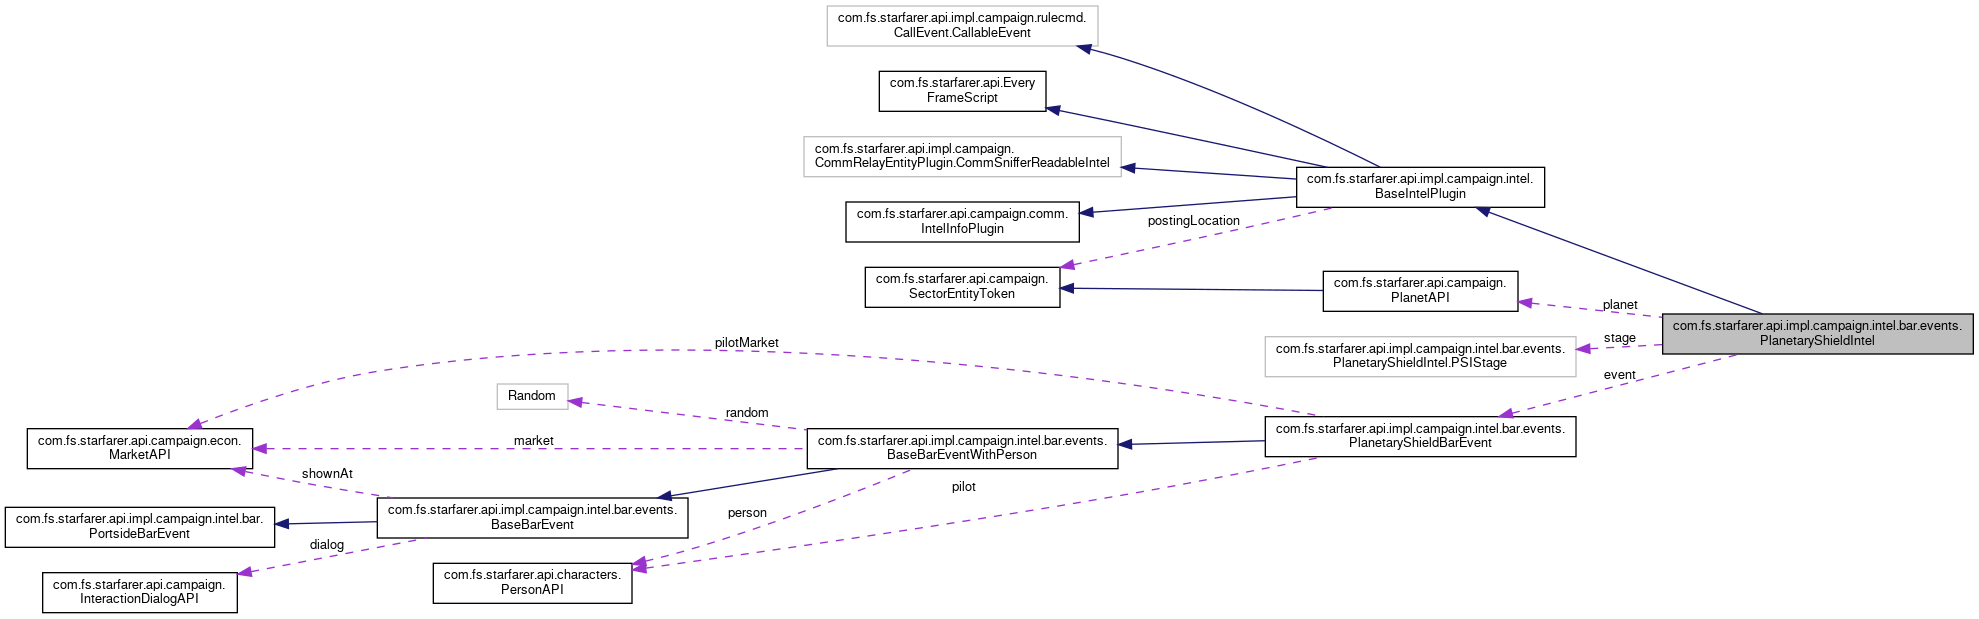 com.fs.starfarer.api.impl.campaign.rulecmd.
CallEvent.CallableEvent
com.fs.starfarer.api.Every
FrameScript
com.fs.starfarer.api.impl.campaign.
CommRelayEntityPlugin.CommSnifferReadableIntel
com.fs.starfarer.api.impl.campaign.intel.
BaseIntelPlugin
com.fs.starfarer.api.campaign.comm.
IntelInfoPlugin
postingLocation
com.fs.starfarer.api.campaign.
SectorEntityToken
com.fs.starfarer.api.campaign.
PlanetAPI
planet
com.fs.starfarer.api.impl.campaign.intel.bar.events.
PlanetaryShieldIntel
stage
com.fs.starfarer.api.impl.campaign.intel.bar.events.
PlanetaryShieldIntel.PSIStage
event
pilotMarket
Random
random
com.fs.starfarer.api.campaign.econ.
MarketAPI
market
com.fs.starfarer.api.impl.campaign.intel.bar.events.
BaseBarEventWithPerson
com.fs.starfarer.api.impl.campaign.intel.bar.events.
PlanetaryShieldBarEvent
shownAt
pilot
com.fs.starfarer.api.impl.campaign.intel.bar.
PortsideBarEvent
com.fs.starfarer.api.impl.campaign.intel.bar.events.
BaseBarEvent
person
dialog
com.fs.starfarer.api.campaign.
InteractionDialogAPI
com.fs.starfarer.api.characters.
PersonAPI